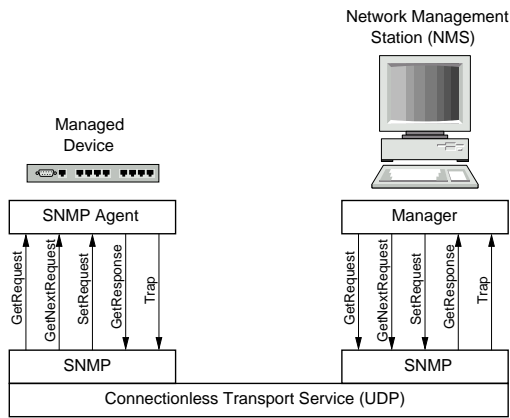 Network Management
Station (NMS)
Managed
Device
SNMP Agent
Manager
GetRequest
GetNextRequest
SetRequest
GetResponse
Trap
GetRequest
GetNextRequest
SetRequest
GetResponse
Trap
SNMP
SNMP
Connectionless Transport Service (UDP)